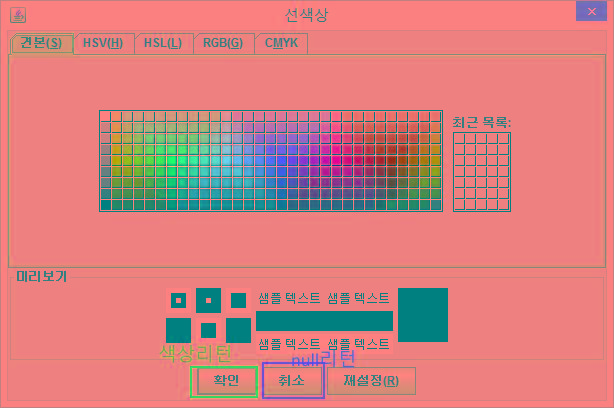 선색상
견본(S) HSV(H) HSL(L) RGB(G) CMYK
최근 목록:
미리보기
샘플 텍스트 샘플 텍스트
샘플 텍스트 샘플 텍스트
색상리턴 null리턴
확인 취소 재설정(R)